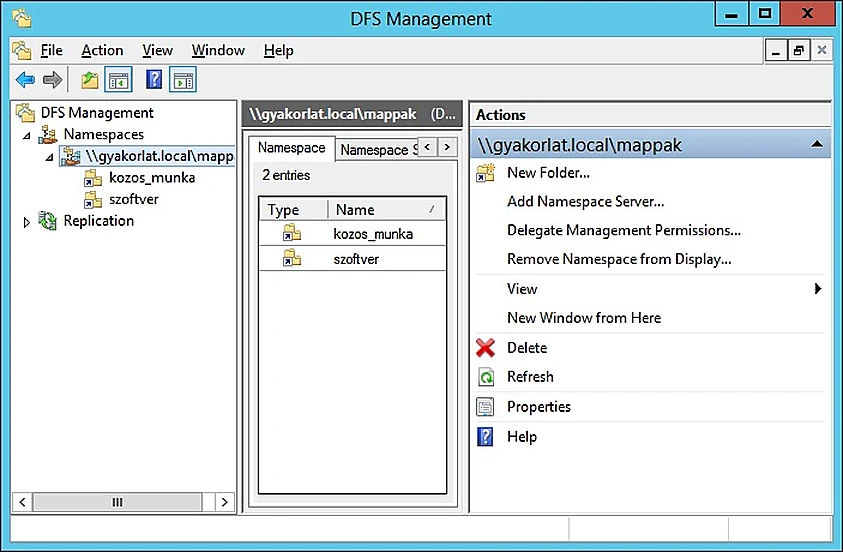 DFS Management
File Action View Window Help
DFS Management
Namespaces
\\gyakorlat.local\mapp
kozos_munka
szoftver
Replication
\\gyakorlat.local\mappak (D...
Namespace Namespace S
2 entries
Type Name
kozos_munka
szoftver
Actions
\\gyakorlat.local\mappak
New Folder...
Add Namespace Server...
Delegate Management Permissions...
Remove Namespace from Display...
View
New Window from Here
Delete
Refresh
Properties
Help